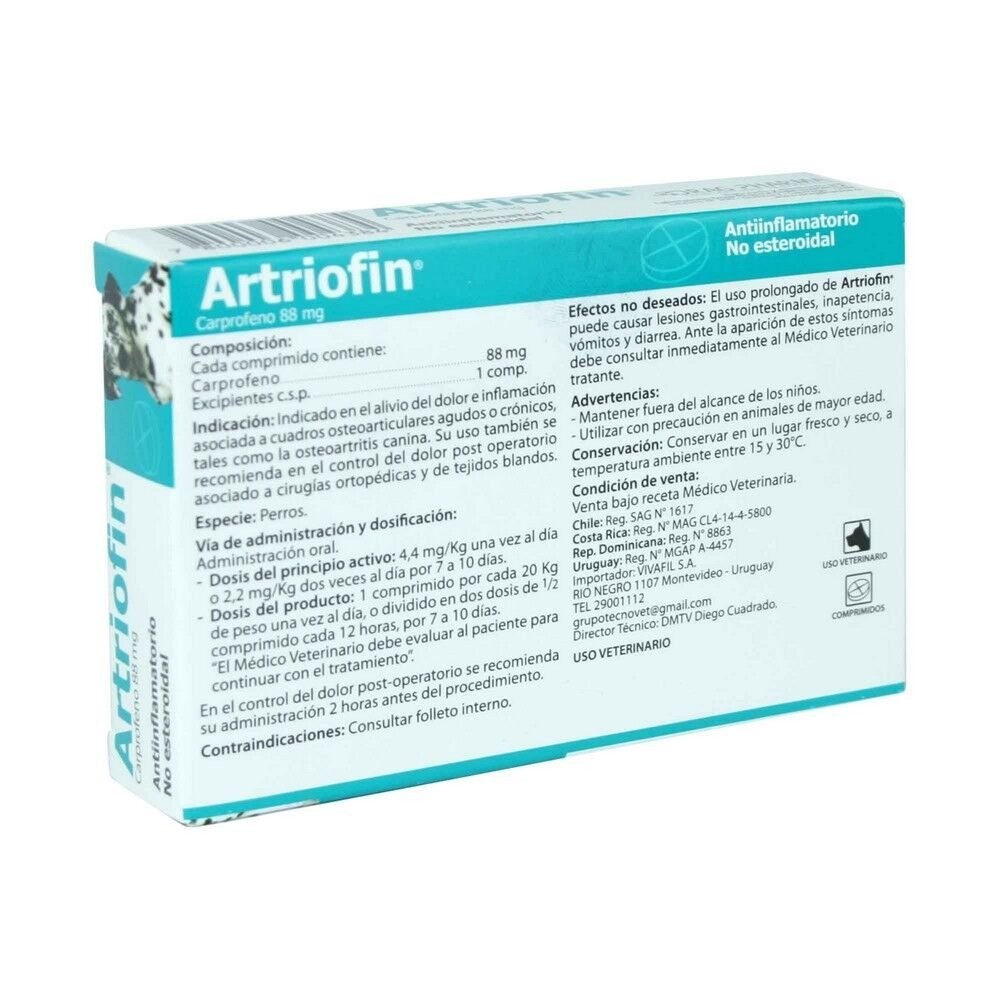 Artriofin®
Antiinflamatorio
No esteroidal
DRAG PHARMA
Artriofin®
Carprofeno 88 mg
Antiinflamatorio
No esteroidal
Composición:
Cada comprimido contiene:
Carprofeno 88 mg
Excipientes c.s.p. 1 comp.
Indicación: Indicado en el alivio del dolor e inflamación
asociada a cuadros osteoarticulares agudos o crónicos,
tales como la osteoartritis canina. Su uso también se
recomienda en el control del dolor post operatorio
asociado a cirugías ortopédicas y de tejidos blandos.
Especie: Perros.
Vía de administración y dosificación:
Administración oral.
- Dosis del principio activo: 4,4 mg/Kg una vez al día
o 2,2 mg/Kg dos veces al día por 7 a 10 días.
- Dosis del producto: 1 comprimido por cada 20 Kg
de peso una vez al día, o dividido en dos dosis de 1/2
comprimido cada 12 horas, por 7 a 10 días.
"El Médico Veterinario debe evaluar al paciente para
continuar con el tratamiento".
En el control del dolor post-operatorio se recomienda
su administración 2 horas antes del procedimiento.
Contraindicaciones: Consultar folleto interno.
Efectos no deseados: El uso prolongado de Artriofin®
puede causar lesiones gastrointestinales, inapetencia,
vómitos y diarrea. Ante la aparición de estos síntomas
debe consultar inmediatamente al Médico Veterinario
tratante.
Advertencias:
- Mantener fuera del alcance de los niños.
- Utilizar con precaución en animales de mayor edad.
Conservación: Conservar en un lugar fresco y seco, a
temperatura ambiente entre 15 y 30°C.
Condición de venta:
Venta bajo receta Médico Veterinaria.
Chile: Reg. SAG N° 1617
Costa Rica: Reg. N° MAG CL4-14-4-5800
Rep. Dominicana: Reg. N° 8863
Uruguay: Reg. N° MGAP A-4457
Importador: VIVAFIL S.A.
RIO NEGRO 1107 Montevideo - Uruguay
TEL 29001112
grupotecnovet@gmail.com
Director Técnico: DMTV Diego Cuadrado.
USO VETERINARIO
USO VETERINARIO
COMPRIMIDOS
Artriofin®
Carprofeno 88 mg
Antiinflamatorio
No esteroidal